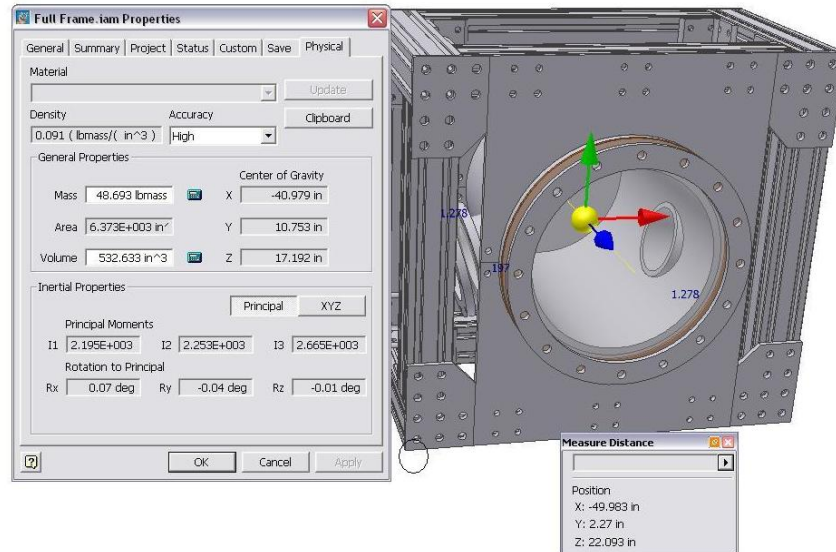 Full Frame.iam Properties
General Summary Project Status Custom Save Physical
Material
Update
Density Accuracy
Clipboard
0.091 ( lbmass/( in^3 ) High
General Properties
Center of Gravity
Mass 48.693 lbmass X -40.979 in
Area 6.373E+003 in^ Y 10.753 in
Volume 532.633 in^3 Z 17.192 in
Inertial Properties
Principal XYZ
Principal Moments
I1 2.195E+003 I2 2.253E+003 I3 2.665E+003
Rotation to Principal
Rx 0.07 deg Ry -0.04 deg Rz -0.01 deg
OK Cancel Apply
1.278
197
1.278
Measure Distance
Position
X: -49.983 in
Y: 2.27 in
Z: 22.093 in